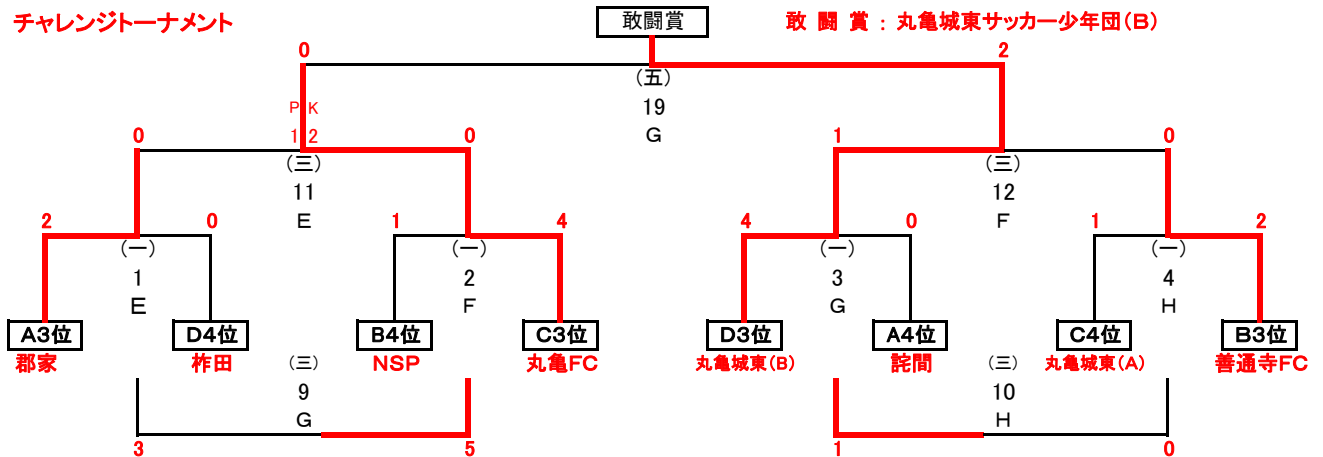 チャレンジトーナメント
敢闘賞
敢 闘 賞 : 丸亀城東サッカー少年団(B)
0 2
(五)
19
G
PK
0 1 2 0 1 0
(三) (三)
11 12
E F
2 0 1 4 4 0 1 2
(一) (一) (一) (一)
1 2 3 4
E F G H
A3位 D4位 B4位 C3位 D3位 A4位 C4位 B3位
郡家 柞田 (三) NSP 丸亀FC 丸亀城東(B) 詫間 (三) 丸亀城東(A) 善通寺FC
9 10
G H
3 5 1 0